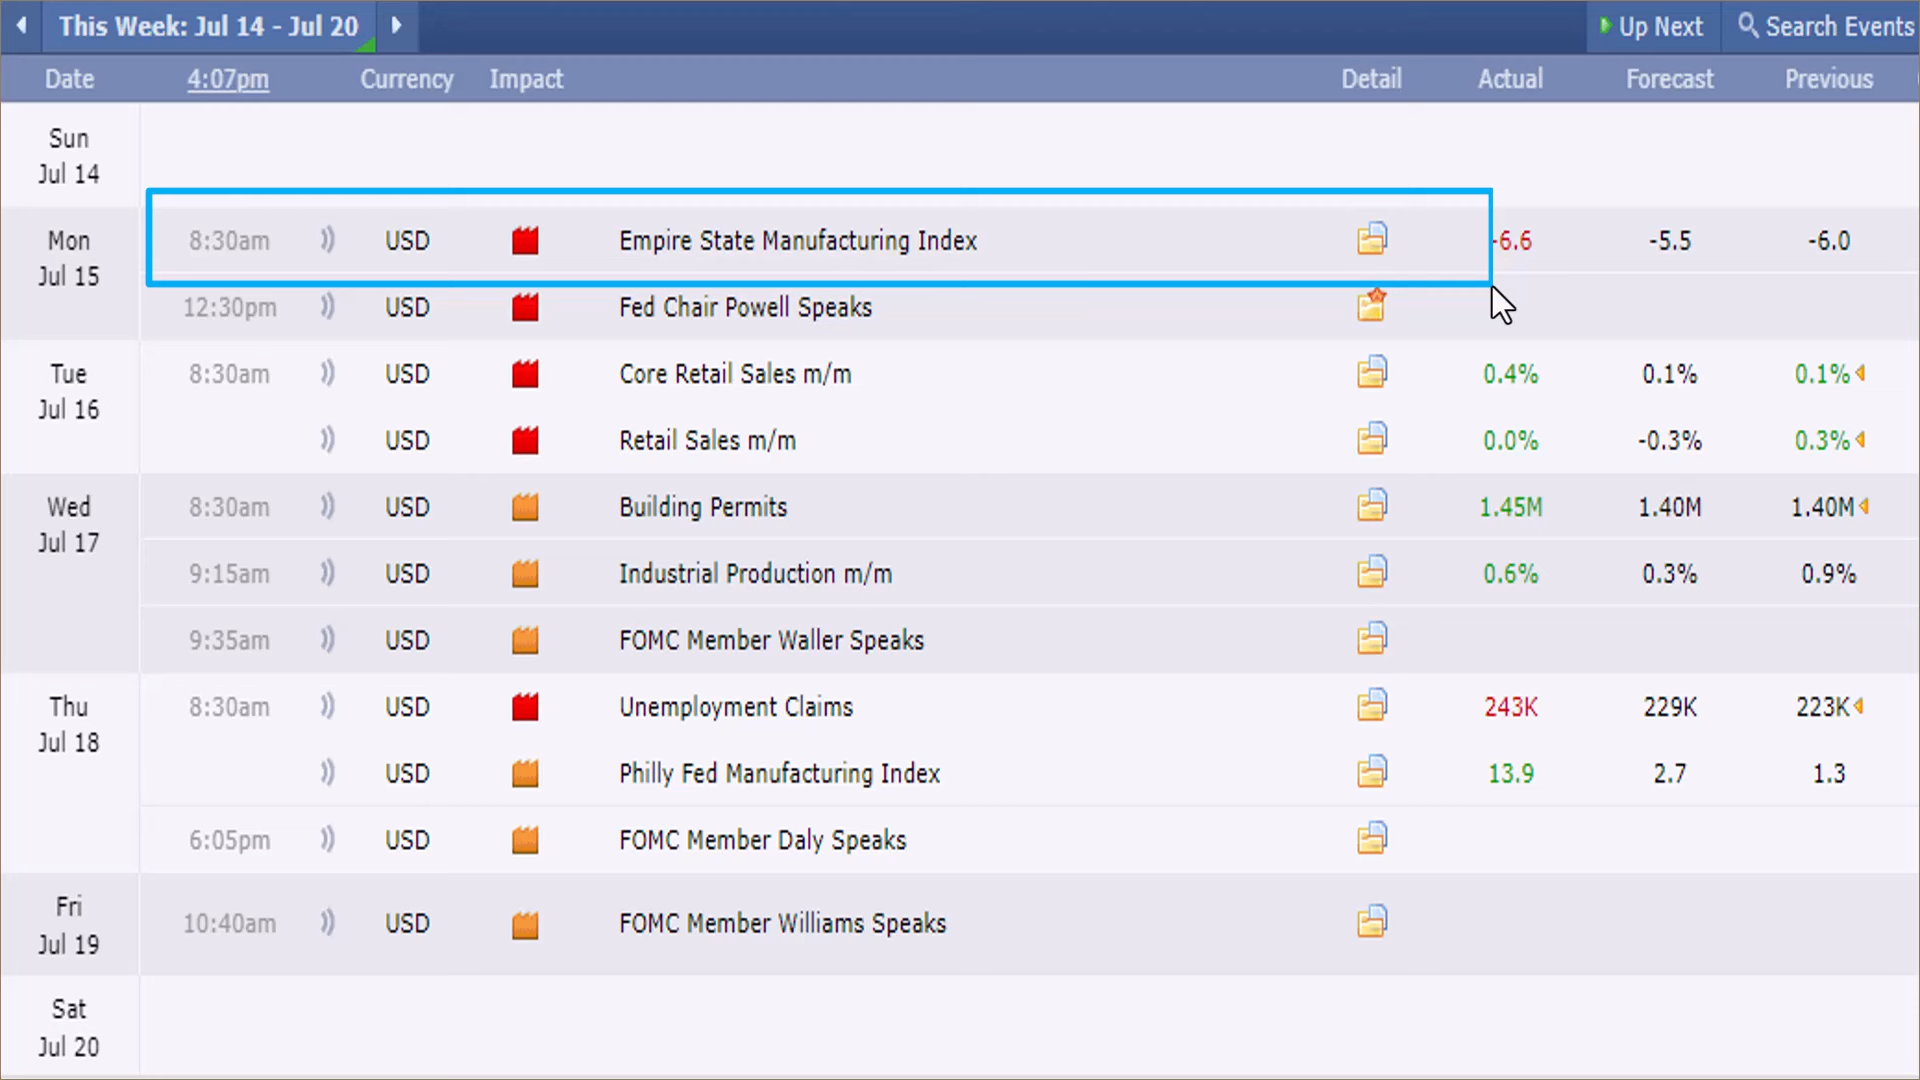 This Week: Jul 14 - Jul 20
Up Next
Search Events
Date 4:07pm Currency Impact Detail Actual Forecast Previous
Sun
Jul 14
Mon
Jul 15
8:30am USD Empire State Manufacturing Index -6.6 -5.5 -6.0
12:30pm USD Fed Chair Powell Speaks
Tue
Jul 16
8:30am USD Core Retail Sales m/m 0.4% 0.1% 0.1%
USD Retail Sales m/m 0.0% -0.3% 0.3%
Wed
Jul 17
8:30am USD Building Permits 1.45M 1.40M 1.40M
9:15am USD Industrial Production m/m 0.6% 0.3% 0.9%
9:35am USD FOMC Member Waller Speaks
Thu
Jul 18
8:30am USD Unemployment Claims 243K 229K 223K
USD Philly Fed Manufacturing Index 13.9 2.7 1.3
6:05pm USD FOMC Member Daly Speaks
Fri
Jul 19
10:40am USD FOMC Member Williams Speaks
Sat
Jul 20